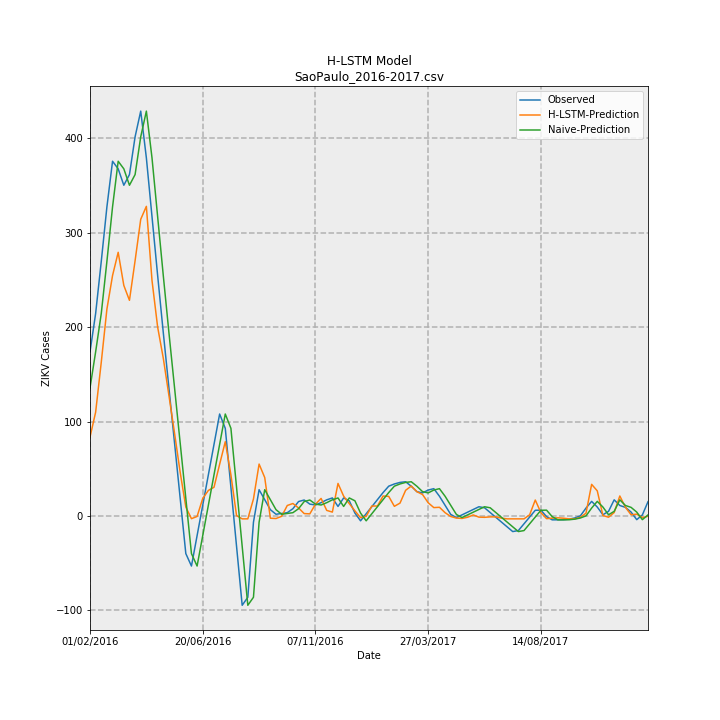 H-LSTM Model
SaoPaulo_2016-2017.csv
Observed
H-LSTM-Prediction
Naive-Prediction
ZIKV Cases
400
300
200
100
0
−100
01/02/2016 20/06/2016 07/11/2016 27/03/2017 14/08/2017
Date